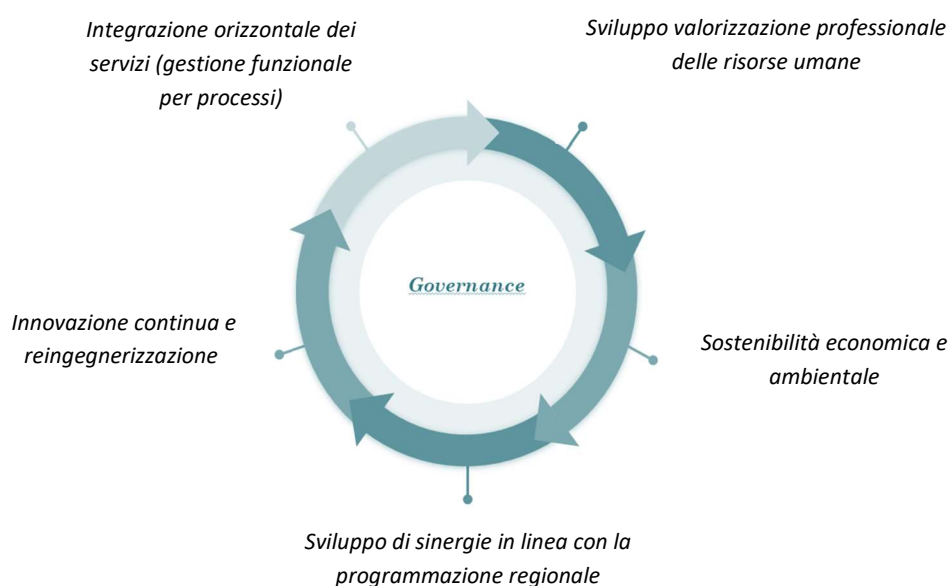 Integrazione orizzontale dei
servizi (gestione funzionale
per processi)
Sviluppo valorizzazione professionale
delle risorse umane
Governance
Innovazione continua e
reingegnerizzazione
Sostenibilità economica e
ambientale
Sviluppo di sinergie in linea con la
programmazione regionale